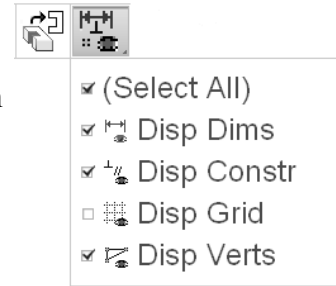 (Select All)
Disp Dims
Disp Constr
Disp Grid
Disp Verts